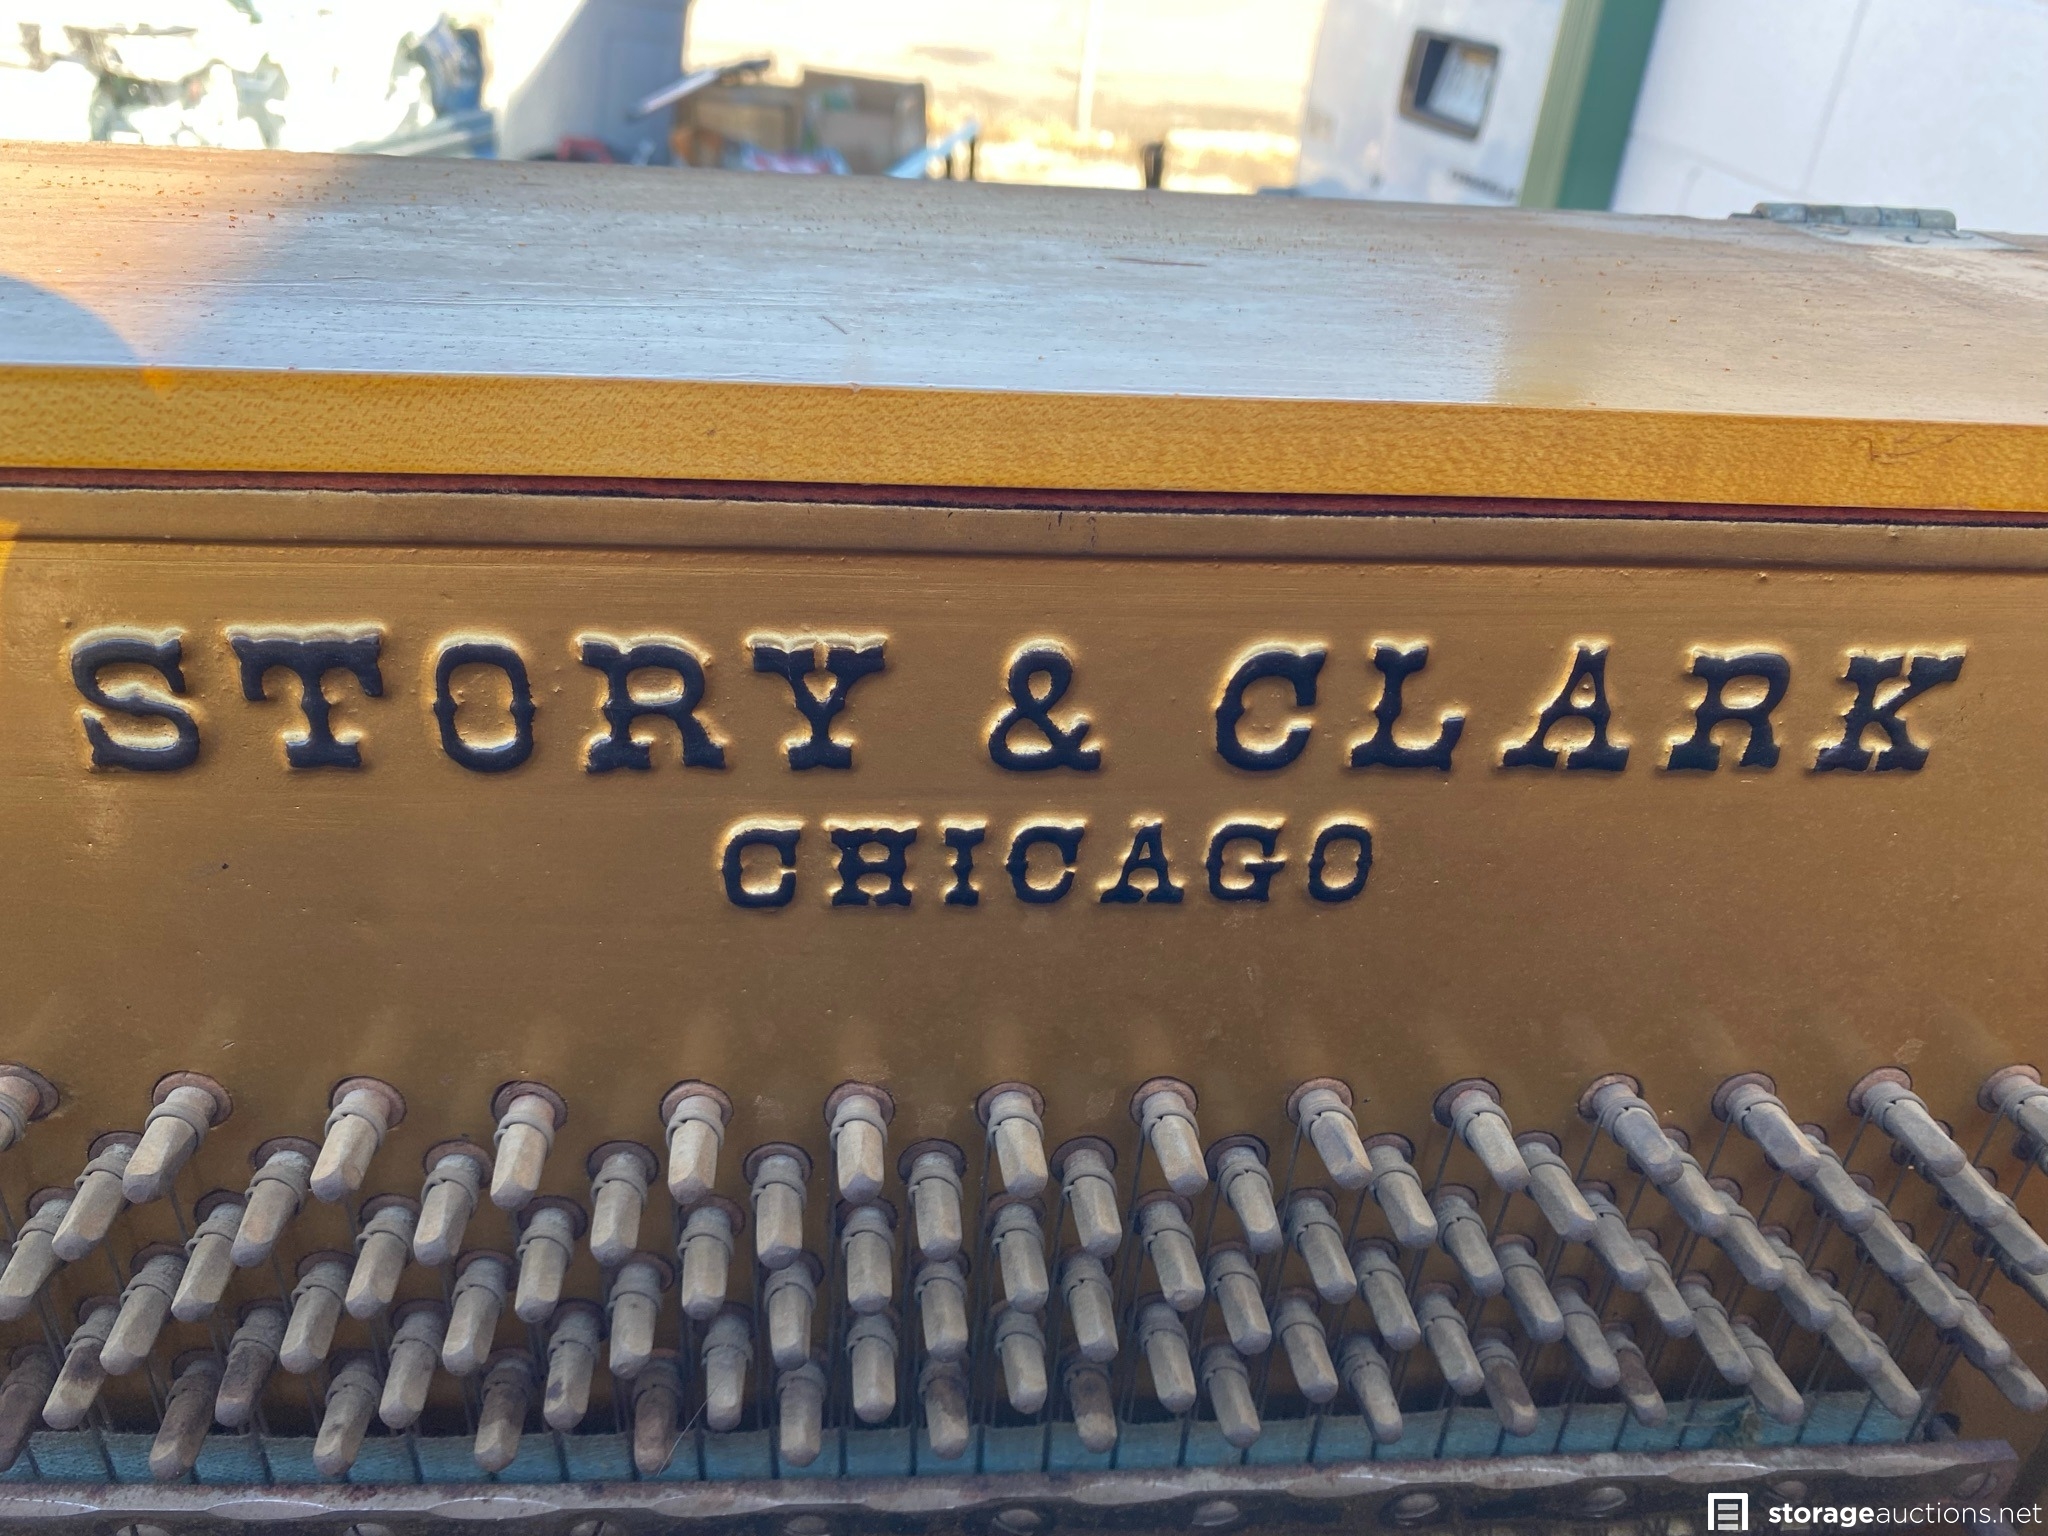 STORY & CLARK
CHICAGO
storageauctions.net